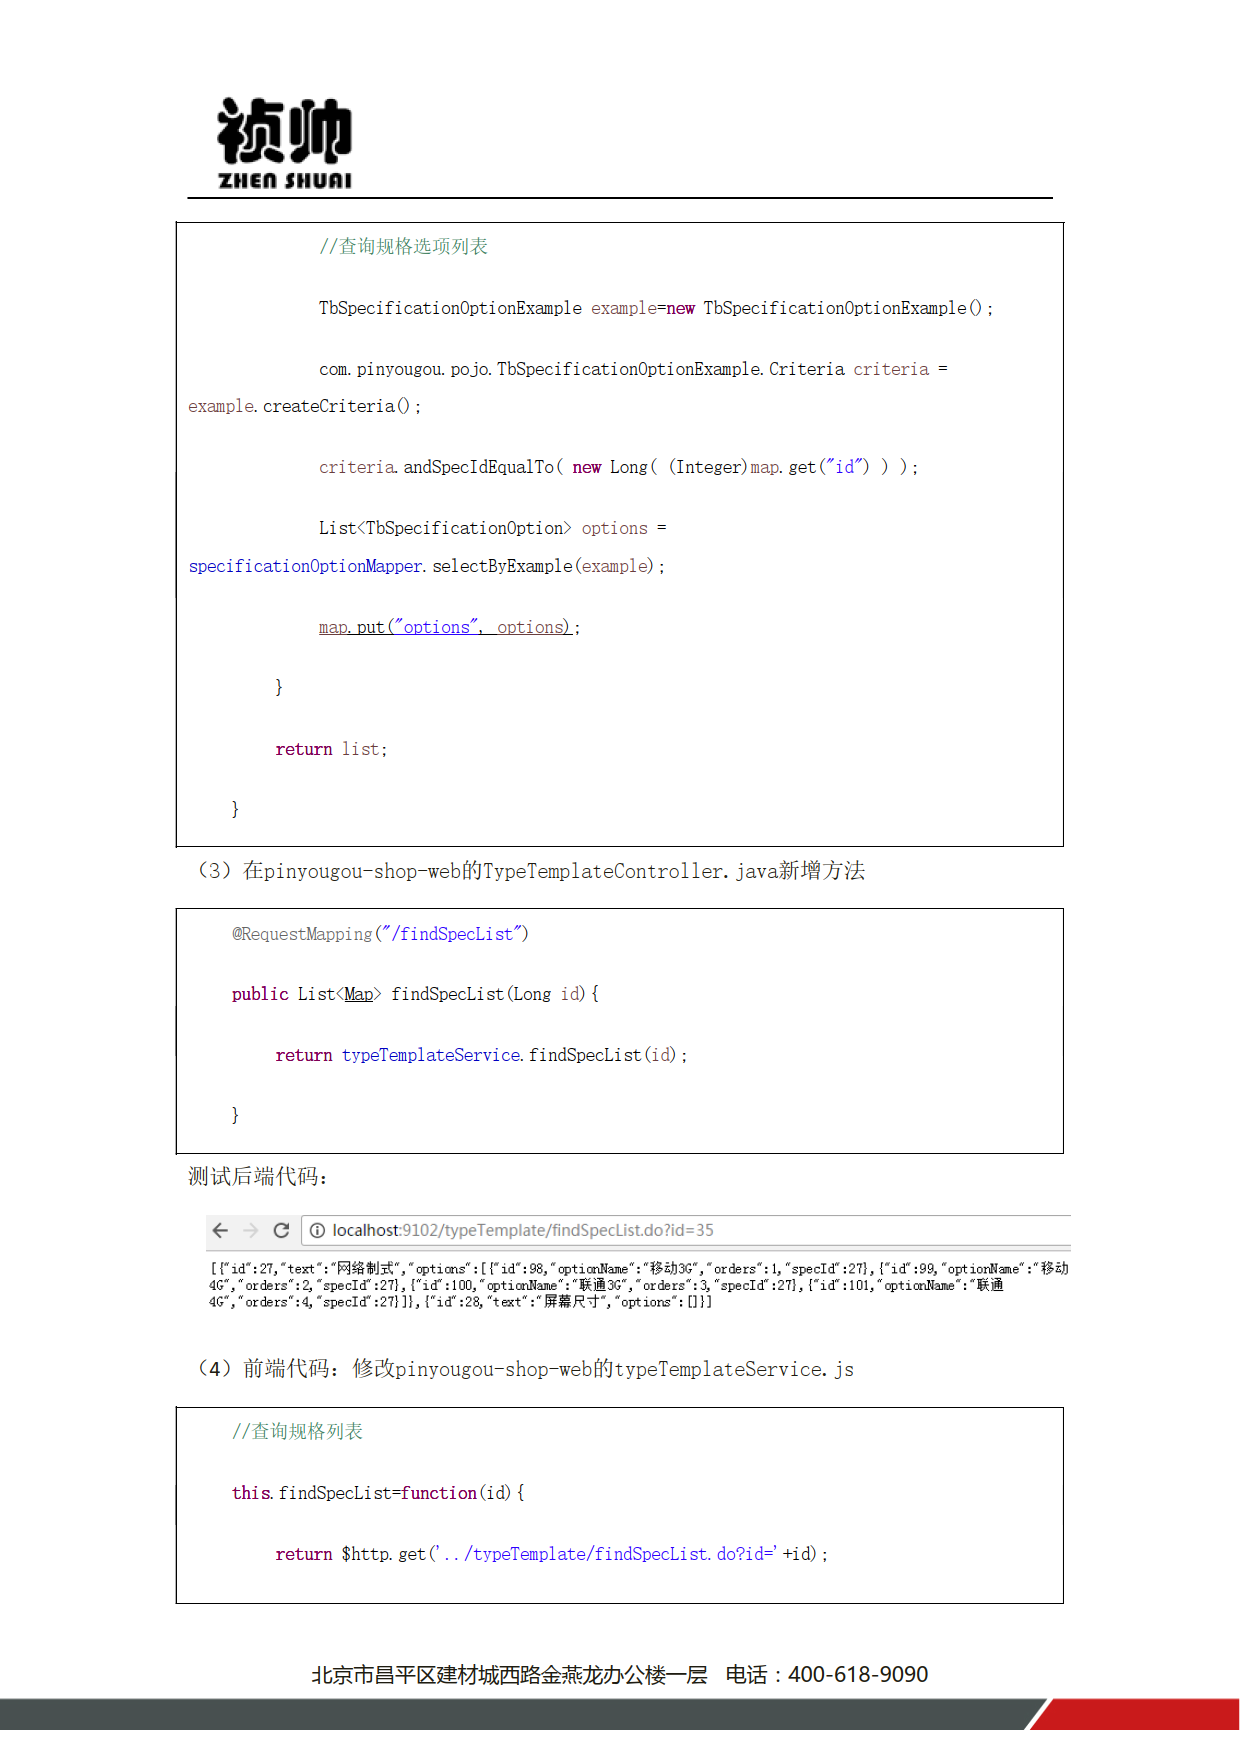 祯帅
ZHEN SHUAI
//查询规格选项列表
TbSpecificationOptionExample example=new TbSpecificationOptionExample();
com.pinyougou.pojo.TbSpecificationOptionExample.Criteria criteria =
example.createCriteria();
criteria.andSpecIdEqualTo( new Long( (Integer)map.get("id") ) );
List<TbSpecificationOption> options =
specificationOptionMapper.selectByExample(example);
map.put("options", options);
}
return list;
}
（3）在pinyougou-shop-web的TypeTemplateController.java新增方法
@RequestMapping("/findSpecList")
public List<Map> findSpecList(Long id){
return typeTemplateService.findSpecList(id);
}
测试后端代码：
localhost:9102/typeTemplate/findSpecList.do?id=35
[{"id":27,"text":"网络制式","options":[{"id":98,"optionName":"移动3G","orders":1,"specId":27},{"id":99,"optionName":"移动
4G","orders":2,"specId":27},{"id":100,"optionName":"联通3G","orders":3,"specId":27},{"id":101,"optionName":"联通
4G","orders":4,"specId":27}]},{"id":28,"text":"屏幕尺寸","options":[]}]
（4）前端代码：修改pinyougou-shop-web的typeTemplateService.js
//查询规格列表
this.findSpecList=function(id){
return $http.get('../typeTemplate/findSpecList.do?id='+id);
北京市昌平区建材城西路金燕龙办公楼一层 电话：400-618-9090